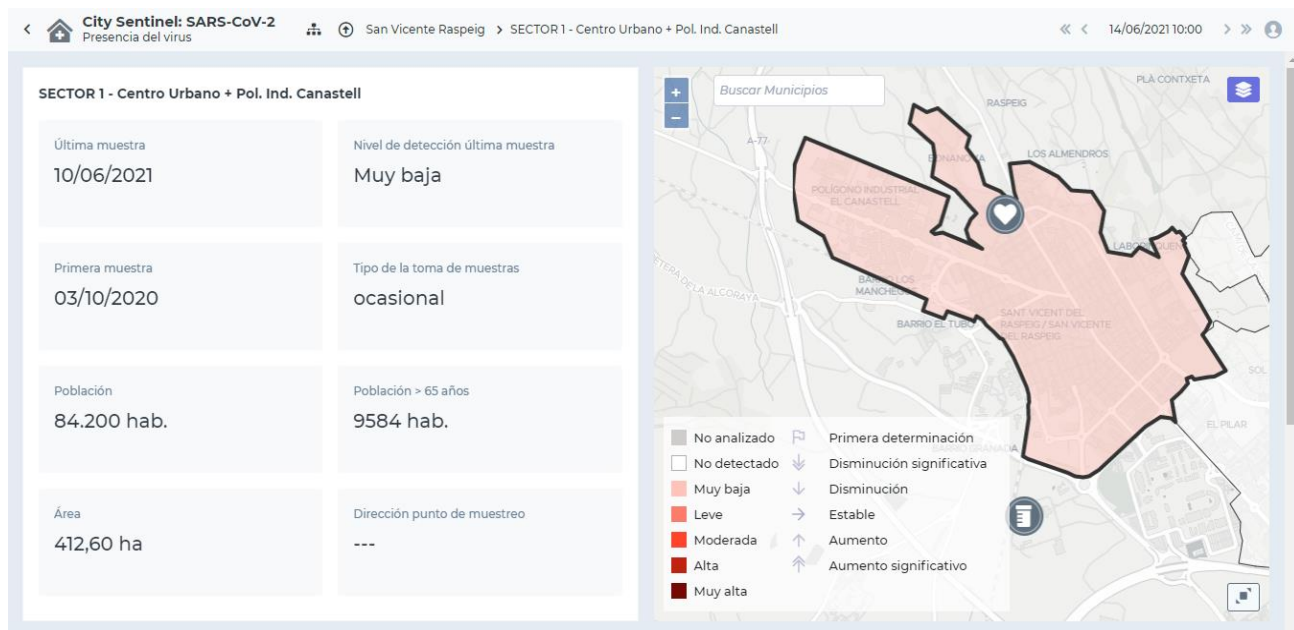 City Sentinel: SARS-CoV-2
Presencia del virus
San Vicente Raspeig > SECTOR 1 - Centro Urbano + Pol. Ind. Canastell
14/06/2021 10:00
SECTOR 1 - Centro Urbano + Pol. Ind. Canastell
Última muestra
10/06/2021
Nivel de detección última muestra
Muy baja
Primera muestra
03/10/2020
Tipo de la toma de muestras
ocasional
Población
84.200 hab.
Población > 65 años
9584 hab.
Área
412,60 ha
Dirección punto de muestreo
---
+
Buscar Municipios
−
PLÀ CONTXETA
RASPEIG
A-77
BONANOVA
LOS ALMENDROS
POLÍGONO INDUSTRIAL
EL CANASTELL
BARRIO LOS
MANCHEGOS
BARRIO EL TUBO
SANT VICENT DEL
RASPEIG / SAN VICENTE
DEL RASPEIG
SOL
EL PILAR
No analizado
Primera determinación
No detectado
Disminución significativa
Muy baja
Disminución
Leve
Estable
Moderada
Aumento
Alta
Aumento significativo
Muy alta